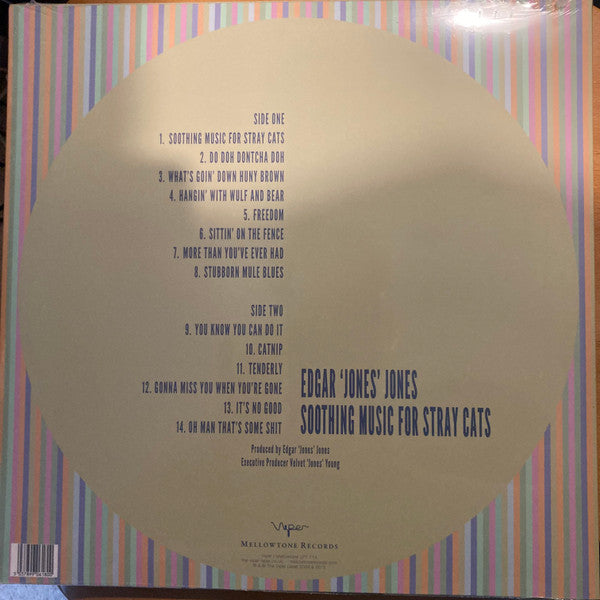 SIDE ONE
1. SOOTHING MUSIC FOR STRAY CATS
2. DO DOH DONTCHA DOH
3. WHAT'S GOIN' DOWN HUNY BROWN
4. HANGIN' WITH WULF AND BEAR
5. FREEDOM
6. SITTIN' ON THE FENCE
7. MORE THAN YOU'VE EVER HAD
8. STUBBORN MULE BLUES
SIDE TWO
9. YOU KNOW YOU CAN DO IT
10. CATNIP
11. TENDERLY
12. GONNA MISS YOU WHEN YOU'RE GONE
13. IT'S NO GOOD
14. OH MAN THAT'S SOME SHIT
EDGAR 'JONES' JONES
SOOTHING MUSIC FOR STRAY CATS
Produced by Edgar 'Jones' Jones
Executive Producer Velvet 'Jones' Young
Viper
MELLOWTONE RECORDS